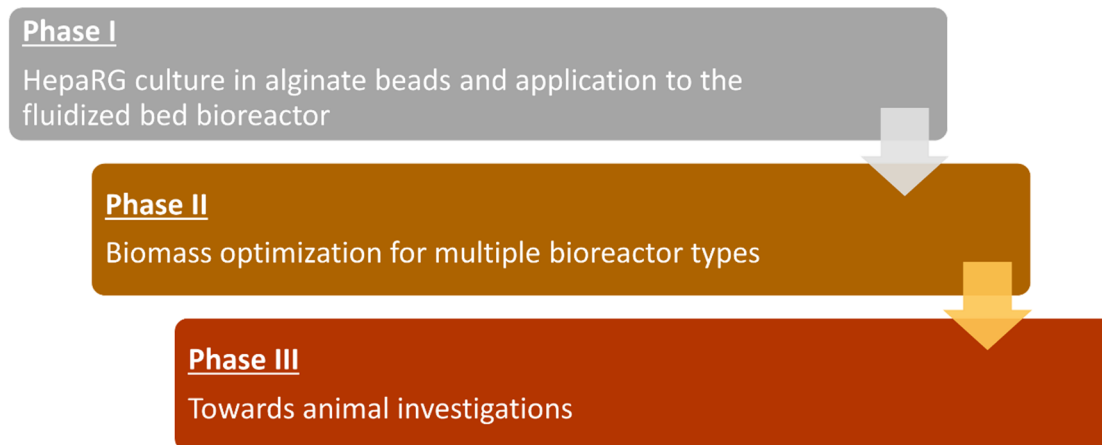 Phase I
HepaRG culture in alginate beads and application to the
fluidized bed bioreactor
Phase II
Biomass optimization for multiple bioreactor types
Phase III
Towards animal investigations